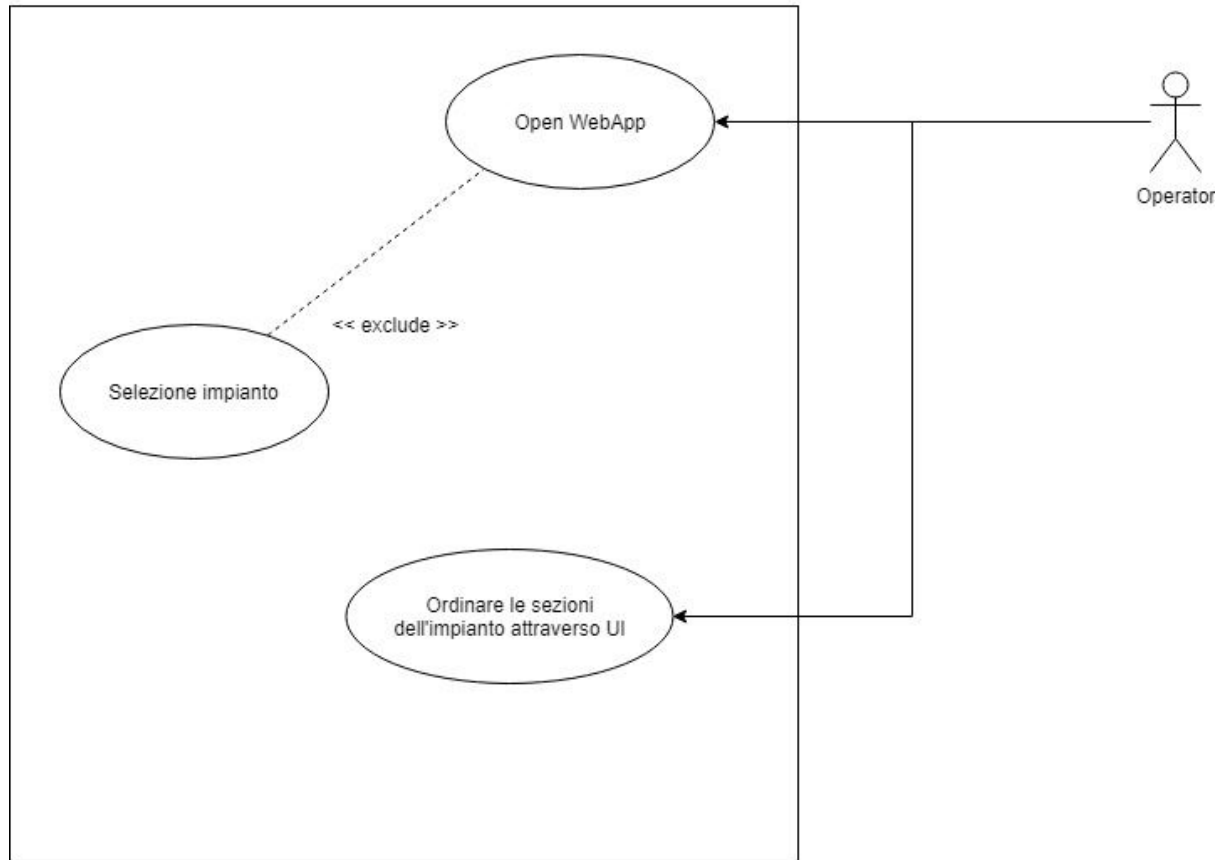 Open WebApp
Operator
<< exclude >>
Selezione impianto
Ordinare le sezioni
dell'impianto attraverso UI